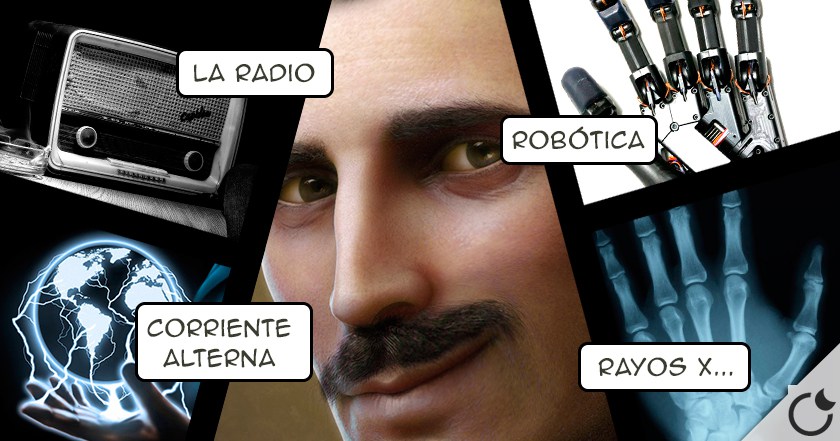 LA RADIO
ROBÓTICA
CORRIENTE
ALTERNA
RAYOS X...